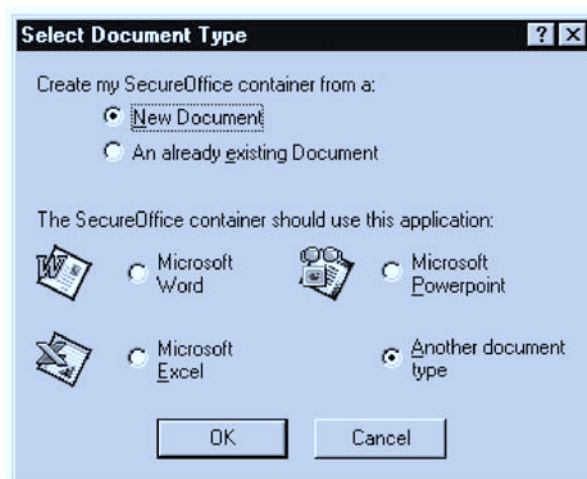 Select Document Type
Create my SecureOffice container from a:
New Document
An already existing Document
The SecureOffice container should use this application:
Microsoft Word
Microsoft Powerpoint
Microsoft Excel
Another document type
OK
Cancel